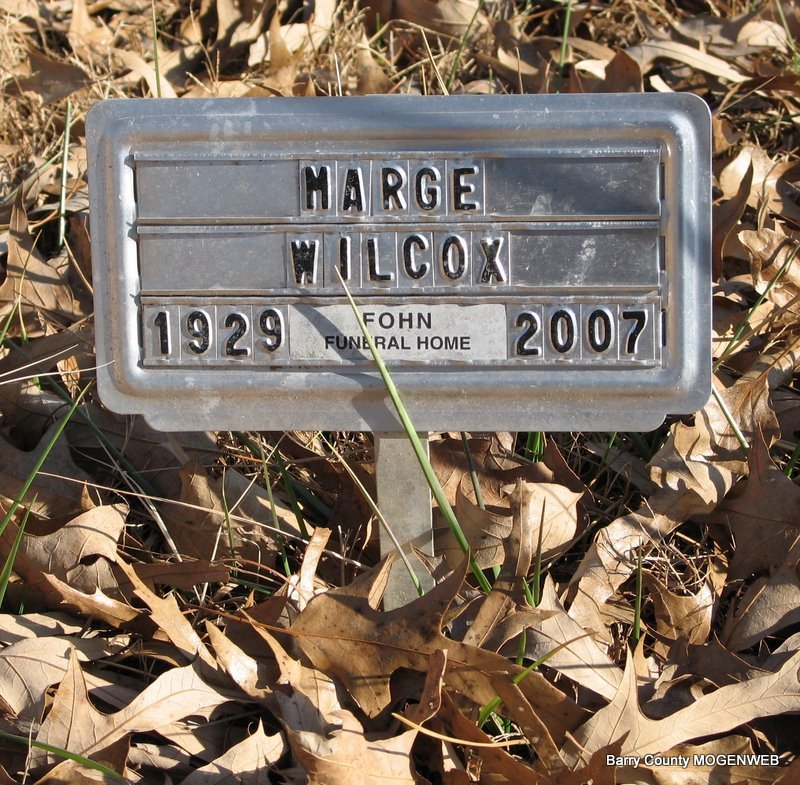 MARGE
WILCOX
1929 FOHN 2007
FUNERAL HOME
Barry County MOGENWEB